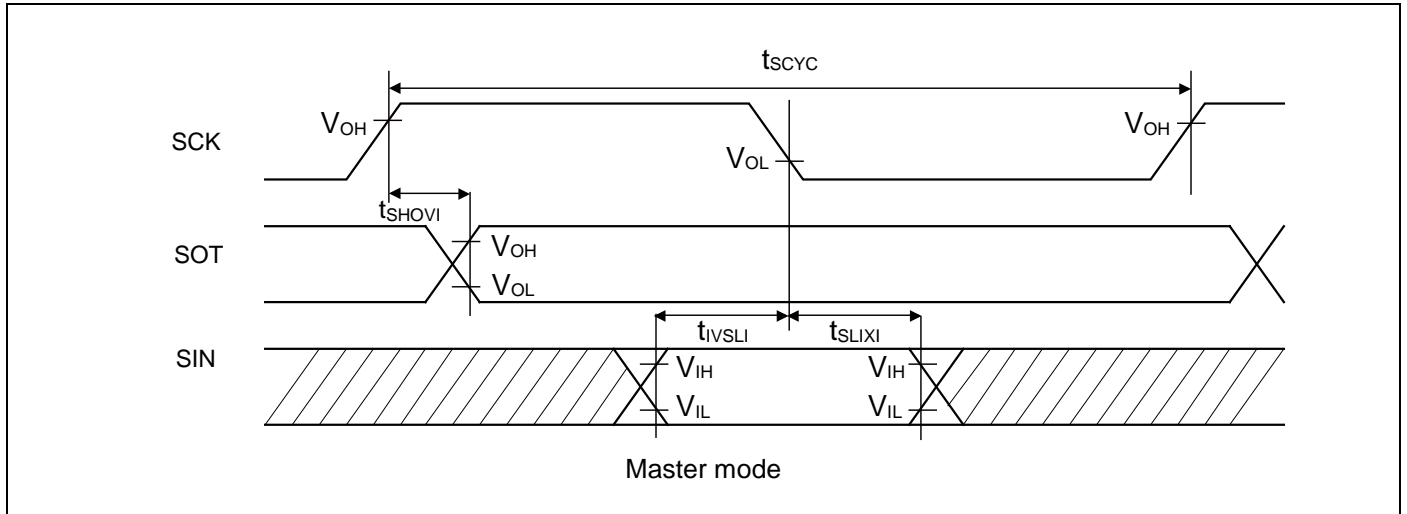 tSCYC
SCK
VOH
VOL
VOH
tSHOVI
SOT
VOH
VOL
tIVSLI
tSLIXI
SIN
VIH
VIH
VIL
VIL
Master mode